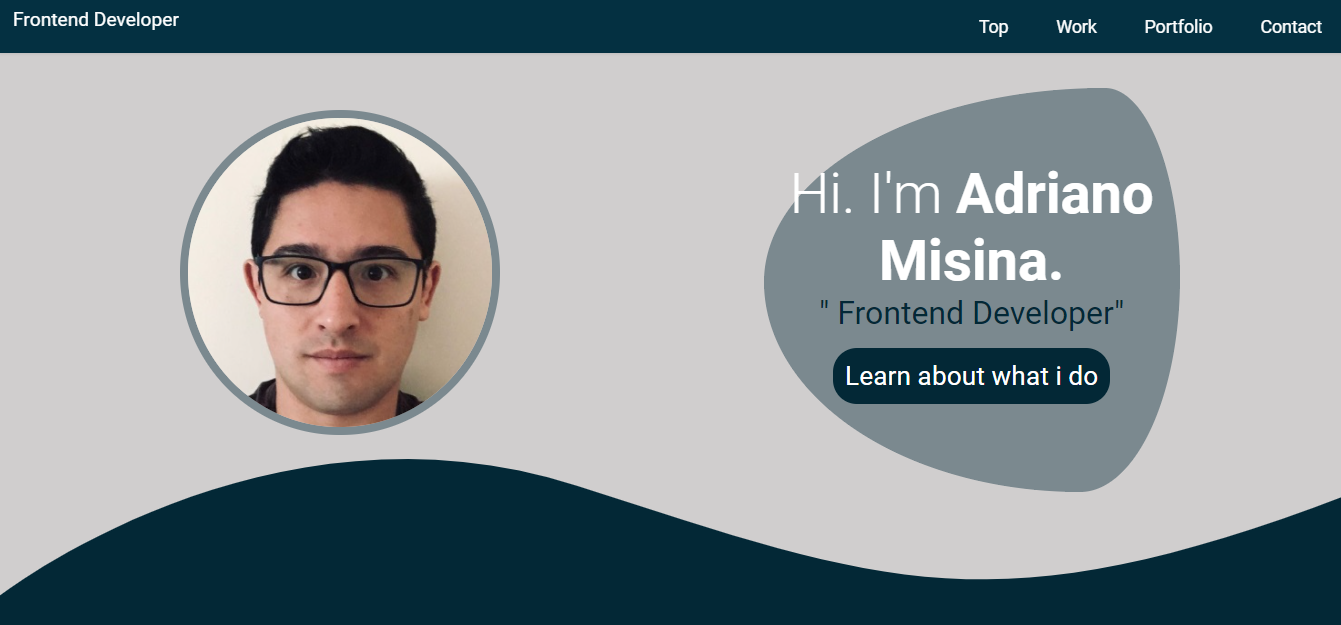 Frontend Developer
Top Work Portfolio Contact
Hi. I'm Adriano
Misina.
" Frontend Developer"
Learn about what i do